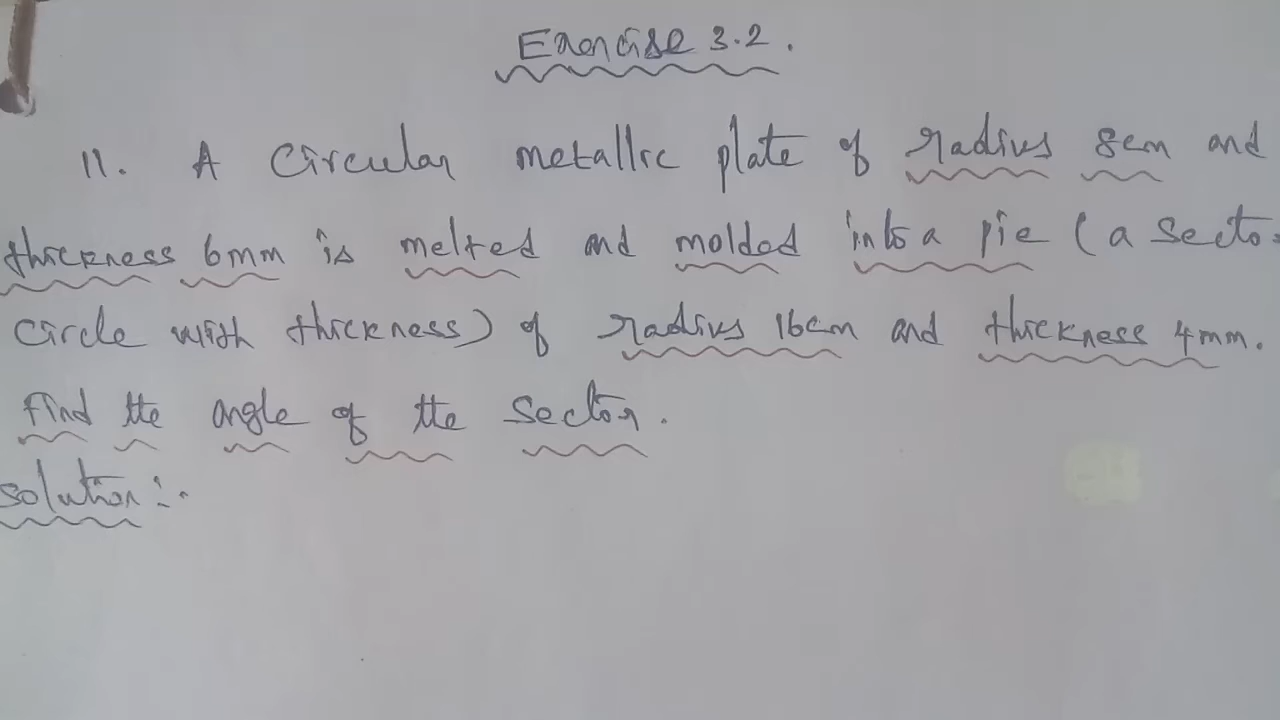 Exercise 3.2.
11. A Circular metallic plate of radius 8cm and
thickness 6mm is melted and molded into a pie (a Secto
Circle with thickness) of radius 16cm and thickness 4mm.
find the angle of the sector.
Solution:-